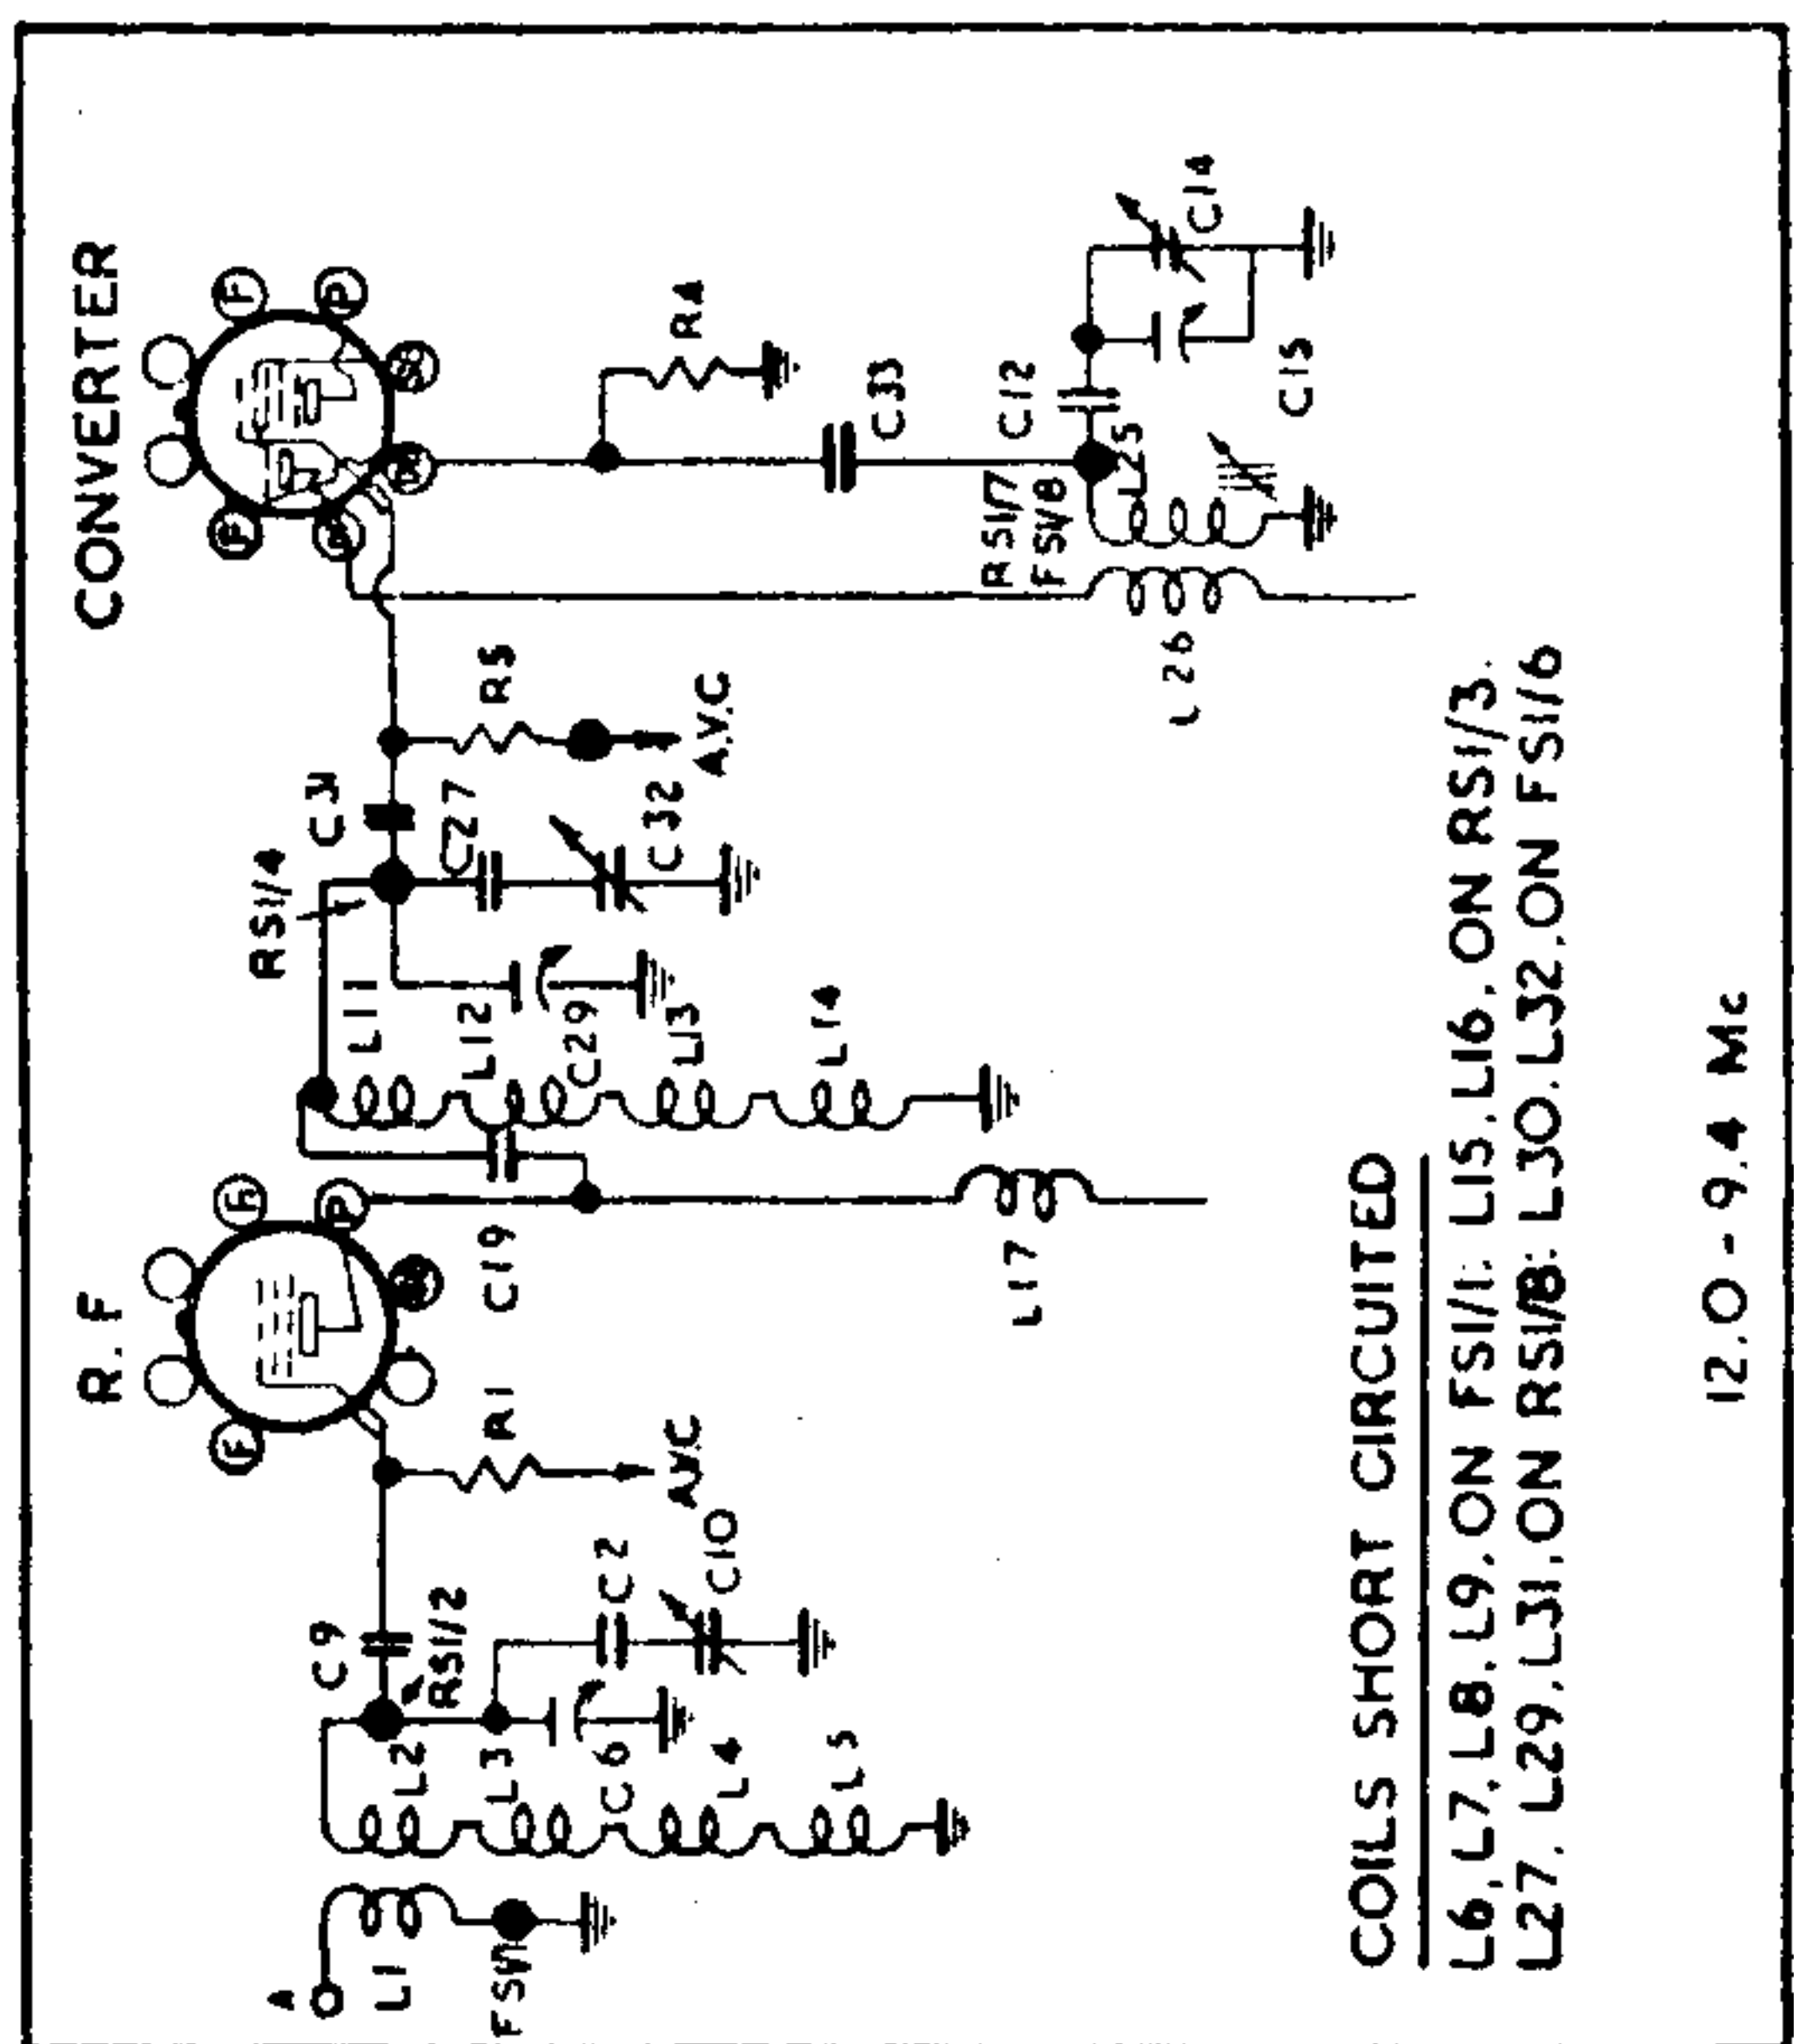 R.F
CONVERTER
A
L1
FS1/1
L2
L3
L4
L5
C6
C9
RS1/2
C2
C10
R1
A.V.C
F
P
C19
L17
L11
L12
L13
L14
C29
RS1/4
C31
C27
C32
R5
A.V.C
F
G
F
P
R4
C33
C12
RS1/7
FS1/8
L25
L26
C14
C15
COILS SHORT CIRCUITED
L6, L7, L8, L9, ON FS1/1: L15, L16, ON RS1/3.
L27, L29, L31, ON RS1/8: L30, L32, ON FS1/6
12.0 - 9.4 Mc